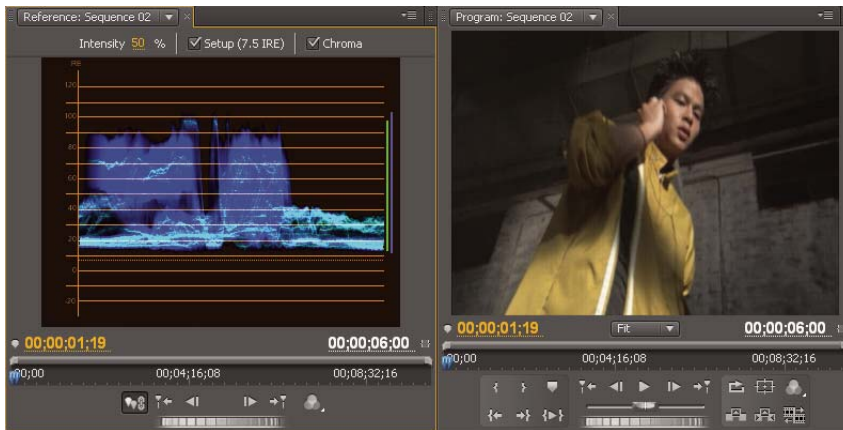 Reference: Sequence 02
Intensity 50 %
Setup (7.5 IRE)
Chroma
IRE
120
100
80
60
40
20
0
-20
00;00;01;19
00;00;06;00
00;00
00;04;16;08
00;08;32;16
Program: Sequence 02
00;00;01;19
Fit
00;00;06;00
00;00
00;04;16;08
00;08;32;16